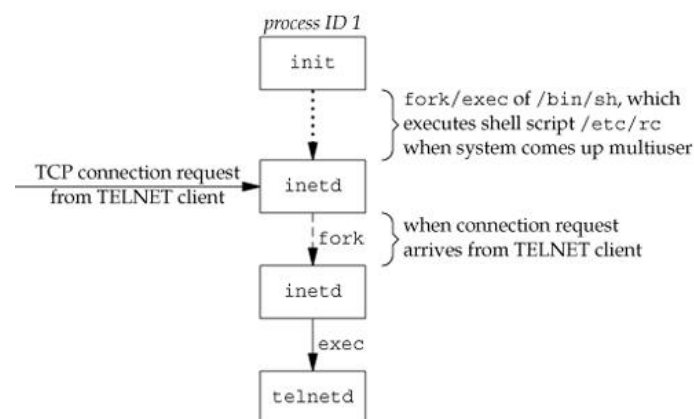 process ID 1
init
fork/exec of /bin/sh, which
executes shell script /etc/rc
when system comes up multiuser
TCP connection request
from TELNET client
inetd
fork
when connection request
arrives from TELNET client
inetd
exec
telnetd